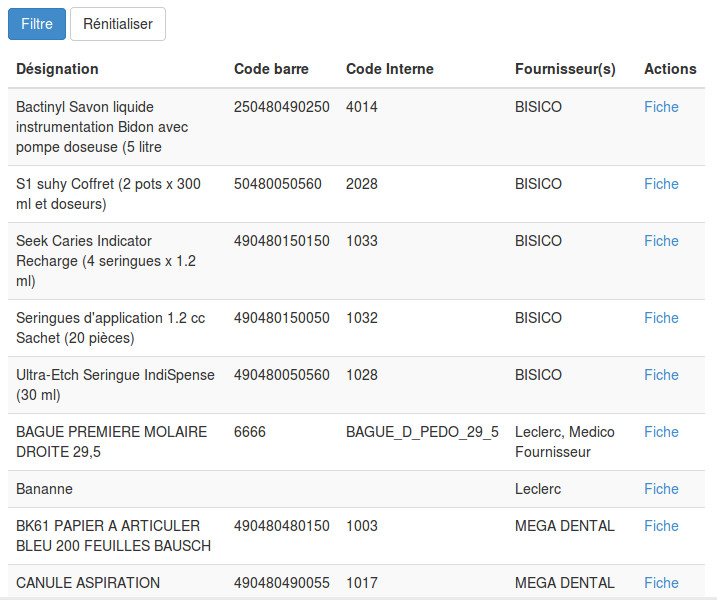 Filtre Rénitialiser
Désignation Code barre Code Interne Fournisseur(s) Actions
Bactinyl Savon liquide 250480490250 4014 BISICO Fiche
instrumentation Bidon avec
pompe doseuse (5 litre
S1 suhy Coffret (2 pots x 300 50480050560 2028 BISICO Fiche
ml et doseurs)
Seek Caries Indicator 490480150150 1033 BISICO Fiche
Recharge (4 seringues x 1.2
ml)
Seringues d'application 1.2 cc 490480150050 1032 BISICO Fiche
Sachet (20 pièces)
Ultra-Etch Seringue IndiSpense 490480050560 1028 BISICO Fiche
(30 ml)
BAGUE PREMIERE MOLAIRE 6666 BAGUE_D_PEDO_29_5 Leclerc, Medico Fiche
DROITE 29,5 Fournisseur
Bananne Leclerc Fiche
BK61 PAPIER A ARTICULER 490480480150 1003 MEGA DENTAL Fiche
BLEU 200 FEUILLES BAUSCH
CANULE ASPIRATION 490480490055 1017 MEGA DENTAL Fiche